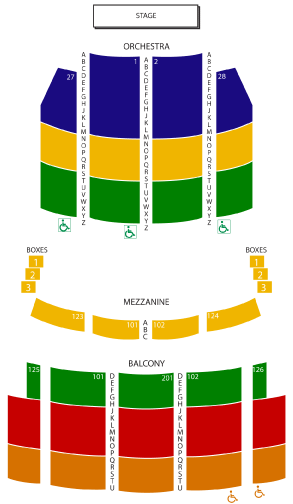 STAGE
ORCHESTRA
27 1 2 28
A A A
B B B
C C C
D D D
E E E
F F F
G G G
H H H
J J J
K K K
L L L
M M M
N N N
O O O
P P P
Q Q Q
R R R
S S S
T T T
U U U
V V V
W W W
X X X
Y Y Y
Z Z Z
BOXES BOXES
1 1
2 2
3 3
MEZZANINE
123 101 102 124
A
B
C
BALCONY
125 101 201 102 126
D D
E E
F F
G G
H H
J J
K K
L L
M M
N N
O O
P P
Q Q
R R
S S
T T
U U